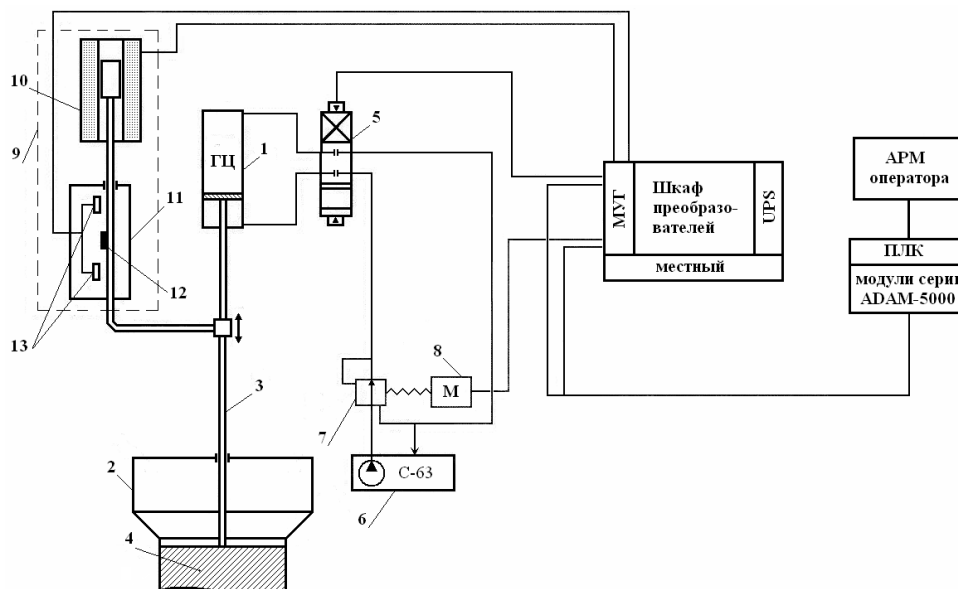 10
9
ГЦ
1
5
11
12
13
МУГ
Шкаф
преобразо-
вателей
UPS
местный
АРМ
оператора
ПЛК
модули серии
ADAM-5000
3
7
8
М
С-63
6
2
4